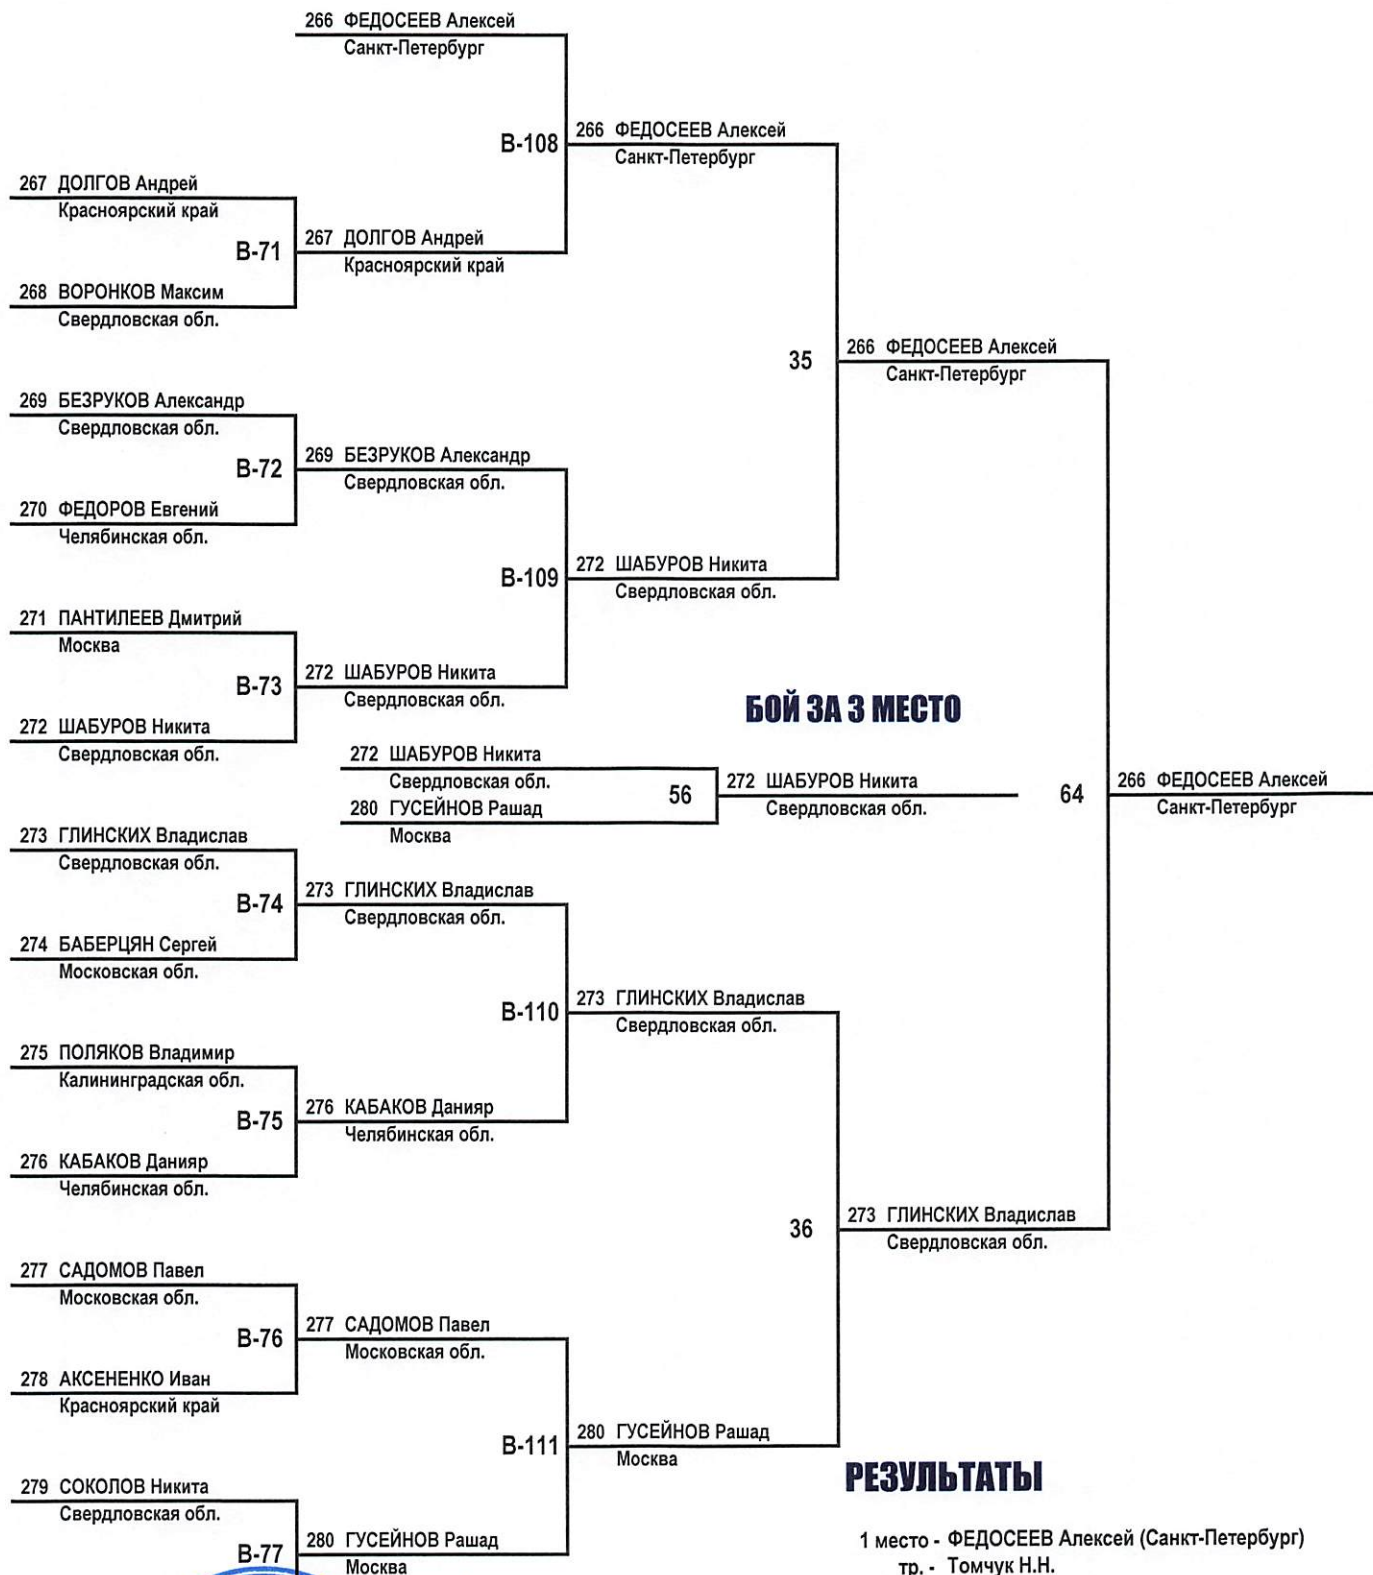 266 ФЕДОСЕЕВ Алексей
Санкт-Петербург
B-108
266 ФЕДОСЕЕВ Алексей
Санкт-Петербург
267 ДОЛГОВ Андрей
Красноярский край
B-71
267 ДОЛГОВ Андрей
Красноярский край
268 ВОРОНКОВ Максим
Свердловская обл.
35
266 ФЕДОСЕЕВ Алексей
Санкт-Петербург
269 БЕЗРУКОВ Александр
Свердловская обл.
B-72
269 БЕЗРУКОВ Александр
Свердловская обл.
270 ФЕДОРОВ Евгений
Челябинская обл.
B-109
272 ШАБУРОВ Никита
Свердловская обл.
271 ПАНТИЛЕЕВ Дмитрий
Москва
B-73
272 ШАБУРОВ Никита
Свердловская обл.
272 ШАБУРОВ Никита
Свердловская обл.
БОЙ ЗА 3 МЕСТО
272 ШАБУРОВ Никита
Свердловская обл.
56
280 ГУСЕЙНОВ Рашад
Москва
272 ШАБУРОВ Никита
Свердловская обл.
64
266 ФЕДОСЕЕВ Алексей
Санкт-Петербург
273 ГЛИНСКИХ Владислав
Свердловская обл.
B-74
273 ГЛИНСКИХ Владислав
Свердловская обл.
274 БАБЕРЦЯН Сергей
Московская обл.
B-110
273 ГЛИНСКИХ Владислав
Свердловская обл.
275 ПОЛЯКОВ Владимир
Калининградская обл.
B-75
276 КАБАКОВ Данияр
Челябинская обл.
276 КАБАКОВ Данияр
Челябинская обл.
36
273 ГЛИНСКИХ Владислав
Свердловская обл.
277 САДОМОВ Павел
Московская обл.
B-76
277 САДОМОВ Павел
Московская обл.
278 АКСЕНЕНКО Иван
Красноярский край
B-111
280 ГУСЕЙНОВ Рашад
Москва
279 СОКОЛОВ Никита
Свердловская обл.
B-77
280 ГУСЕЙНОВ Рашад
Москва
РЕЗУЛЬТАТЫ
1 место - ФЕДОСЕЕВ Алексей (Санкт-Петербург)
тр. - Томчук Н.Н.